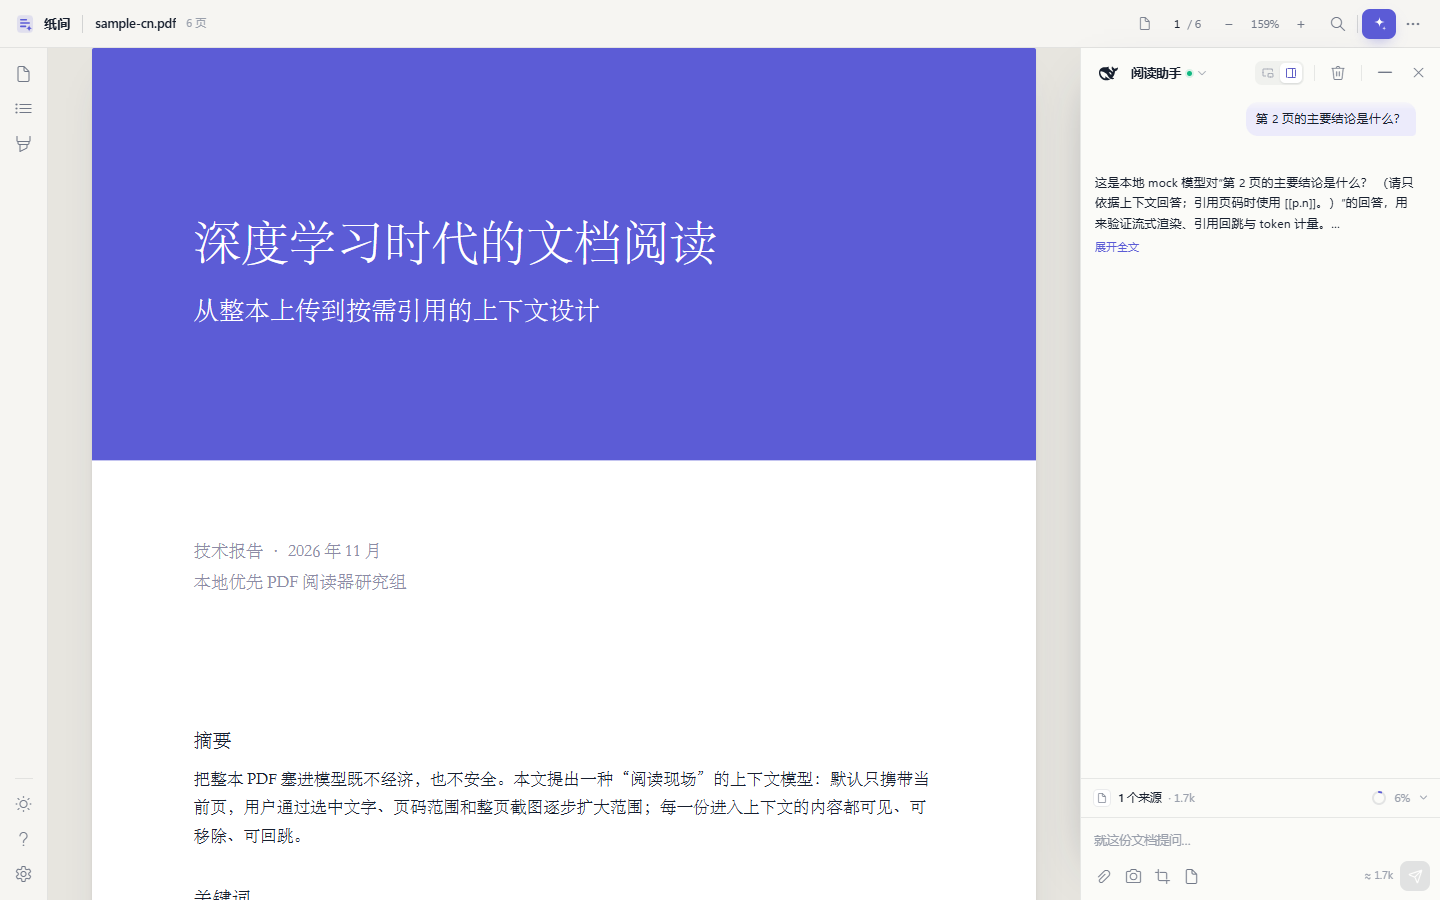 纸间
sample-cn.pdf
6 页
1 / 6
− 159% +
深度学习时代的文档阅读
从整本上传到按需引用的上下文设计
技术报告 · 2026 年 11 月
本地优先 PDF 阅读器研究组
摘要
把整本 PDF 塞进模型既不经济，也不安全。本文提出一种“阅读现场”的上下文模型：默认只携带当
前页，用户通过选中文字、页码范围和整页截图逐步扩大范围；每一份进入上下文的内容都可见、可
移除、可回跳。
关键词
阅读助手
第 2 页的主要结论是什么？
这是本地 mock 模型对“第 2 页的主要结论是什么？ （请只
依据上下文回答；引用页码时使用 [[p.n]]。）”的回答，用
来验证流式渲染、引用回跳与 token 计量。...
展开全文
1 个来源 · 1.7k
6%
就这份文档提问...
≈ 1.7k